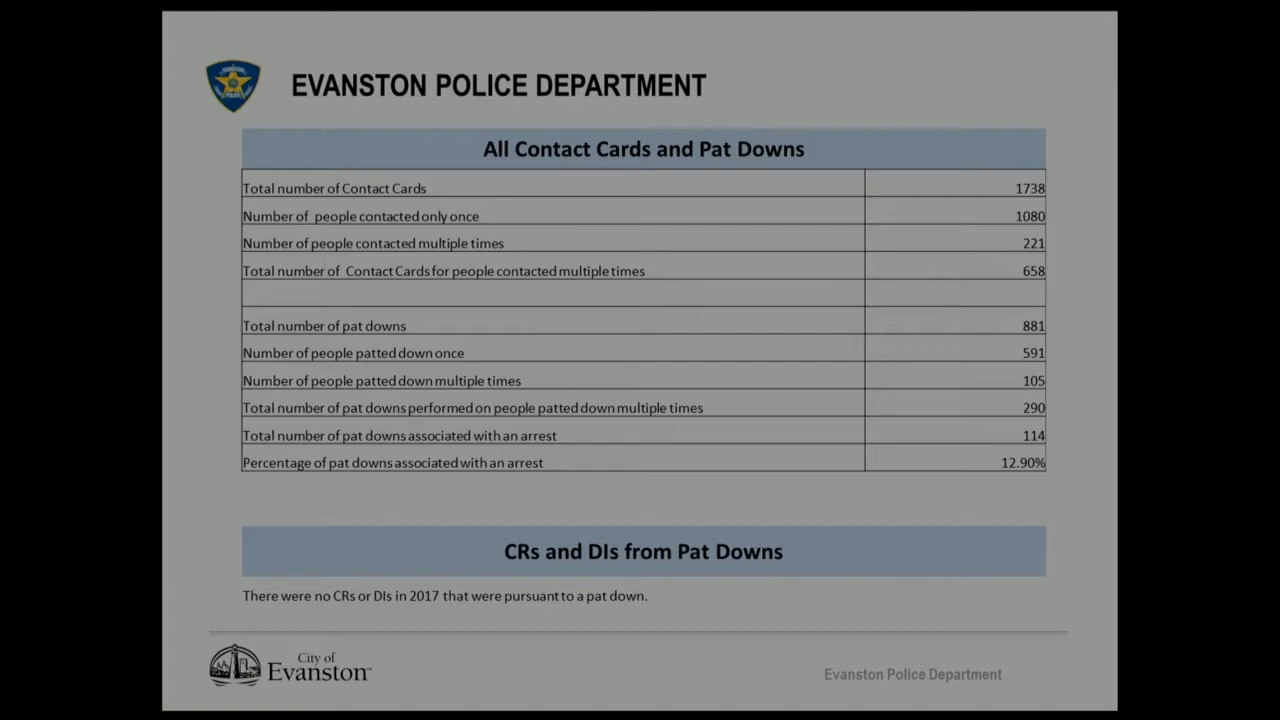 EVANSTON POLICE DEPARTMENT
All Contact Cards and Pat Downs
Total number of Contact Cards 1738
Number of people contacted only once 1080
Number of people contacted multiple times 221
Total number of Contact Cards for people contacted multiple times 658
Total number of pat downs 881
Number of people patted down once 591
Number of people patted down multiple times 105
Total number of pat downs performed on people patted down multiple times 290
Total number of pat downs associated with an arrest 114
Percentage of pat downs associated with an arrest 12.90%
CRs and DIs from Pat Downs
There were no CRs or DIs in 2017 that were pursuant to a pat down.
City of
Evanston™
Evanston Police Department